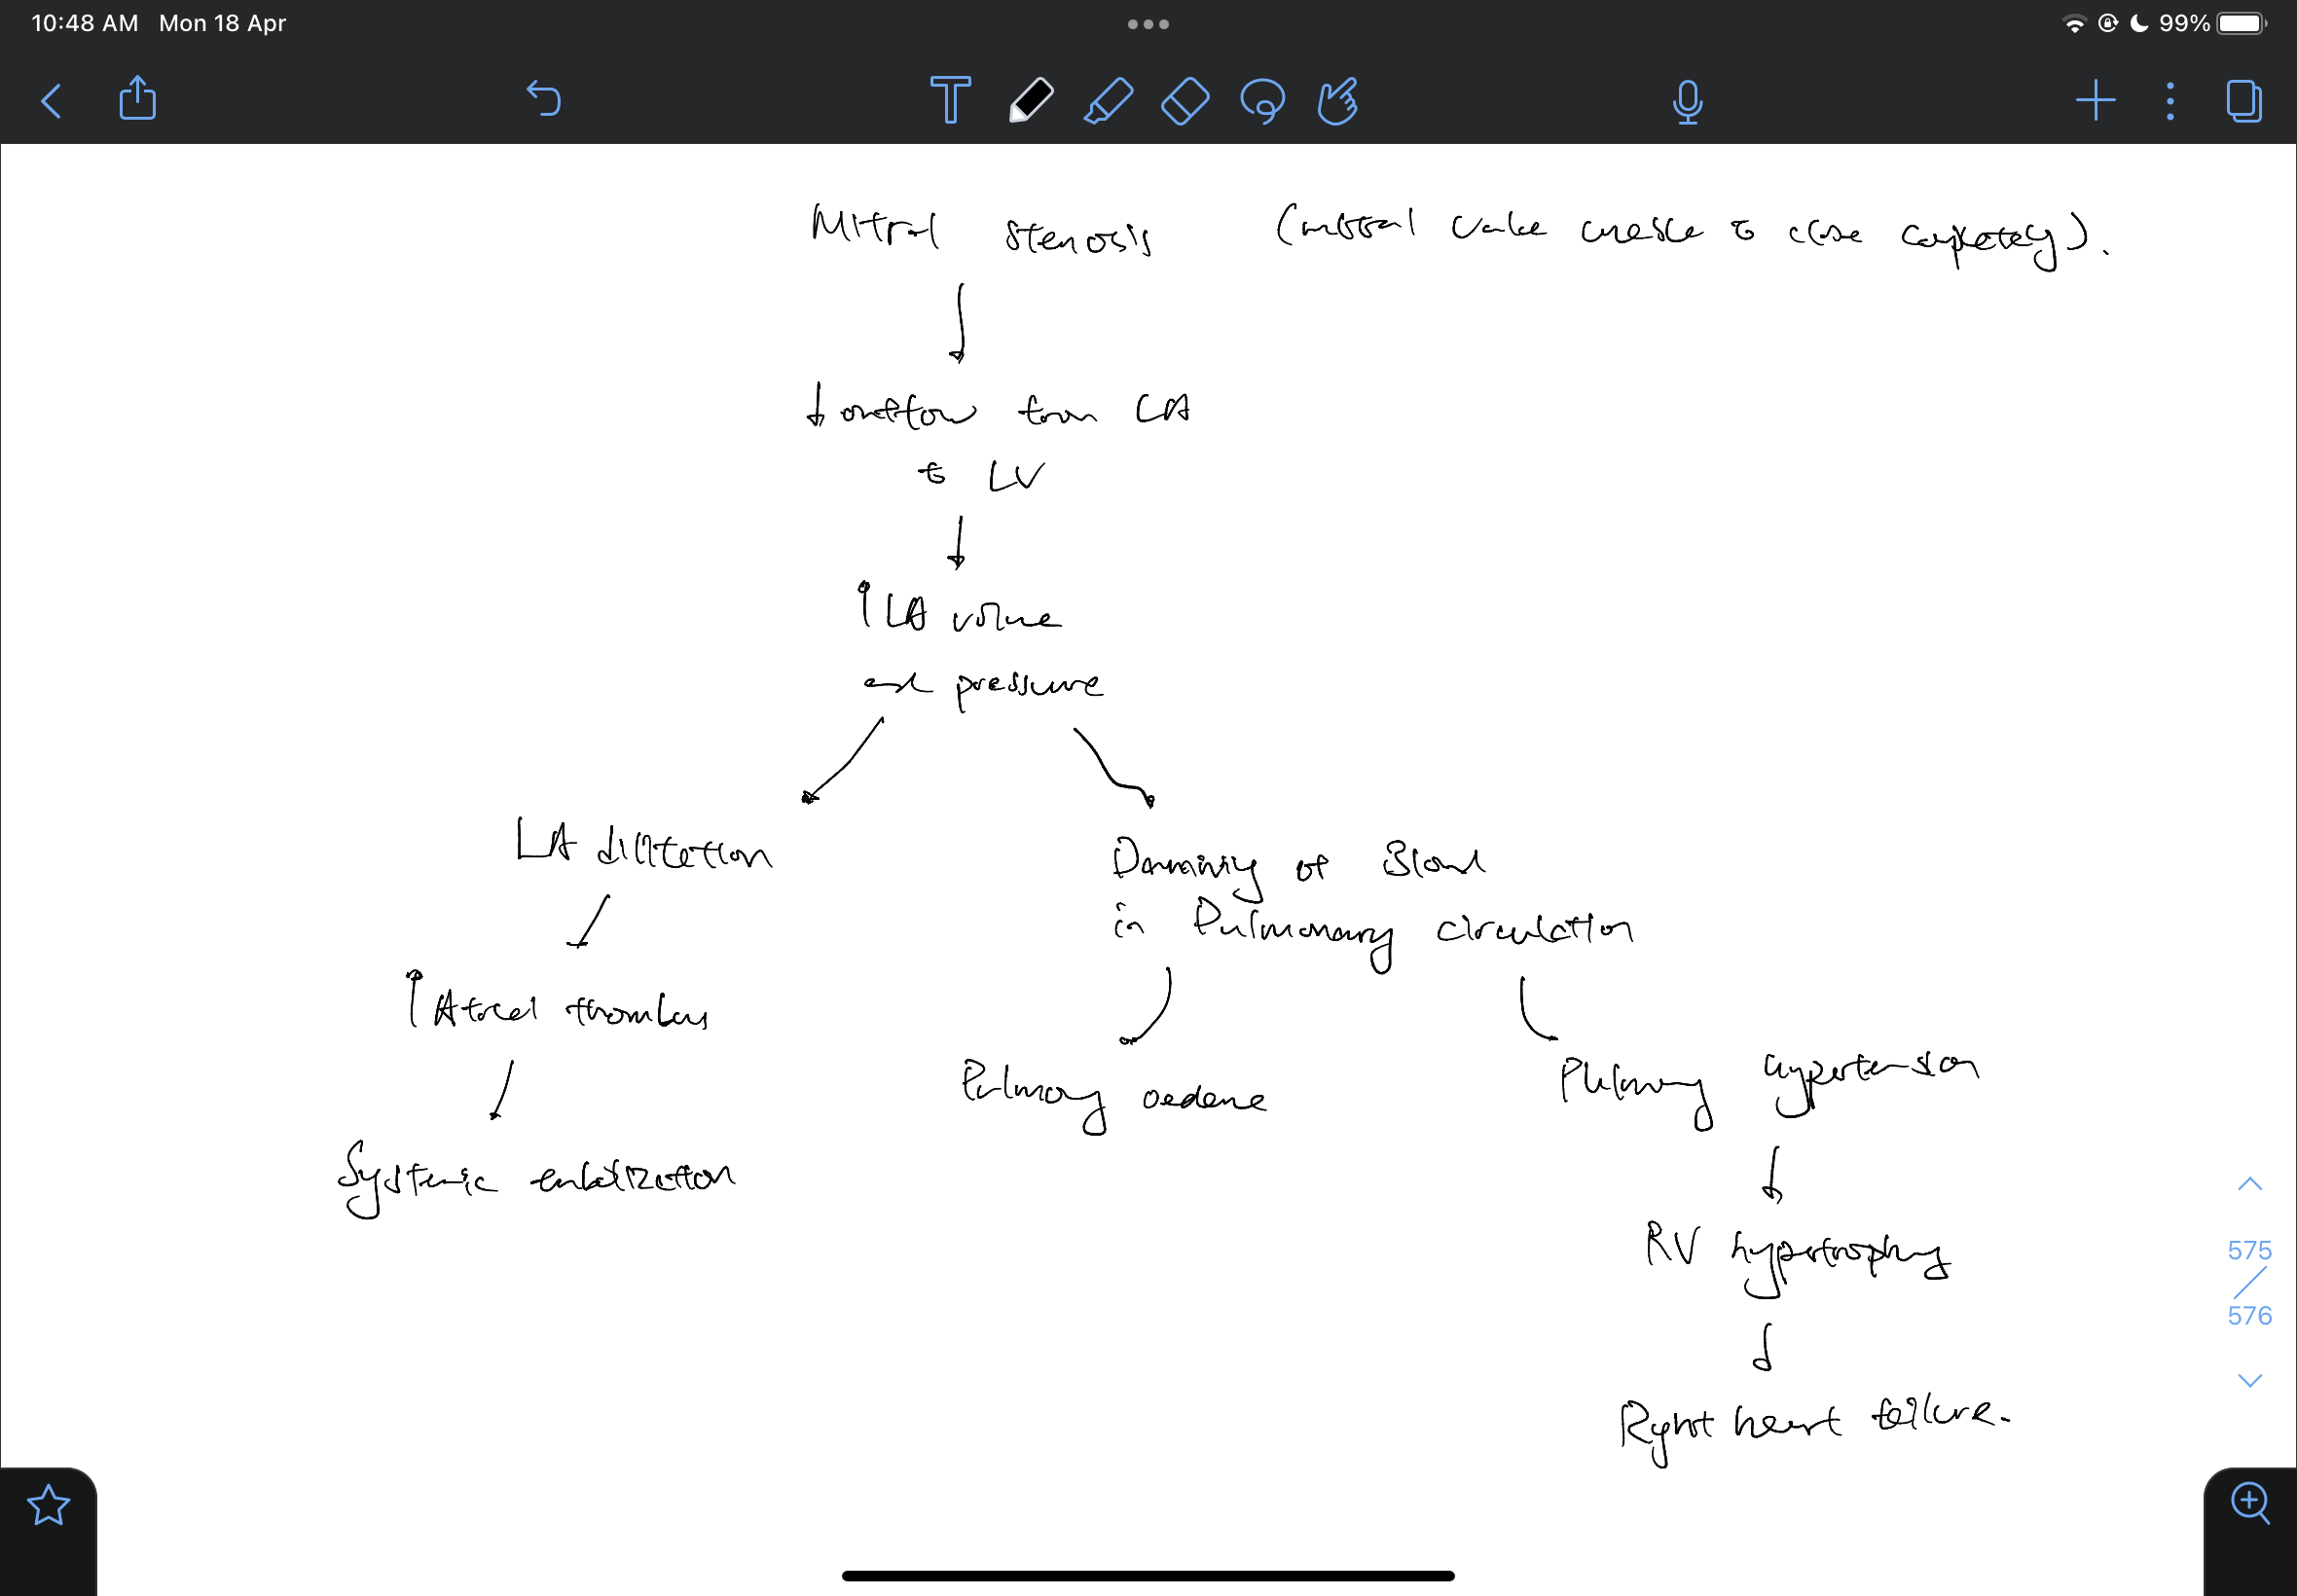 10:48 AM Mon 18 Apr
99%
Mitral stenosis (mitral valve unable to close completely).
↓ outflow from LA
to LV
↑ LA volume
and pressure
LA dilitation
Damming of Blood
in Pulmonary circulation
↑ Atrial thrombus
Pulmonary oedema
Pulmonary hypertension
Systemic embolization
RV hypertrophy
575
576
Right heart failure.